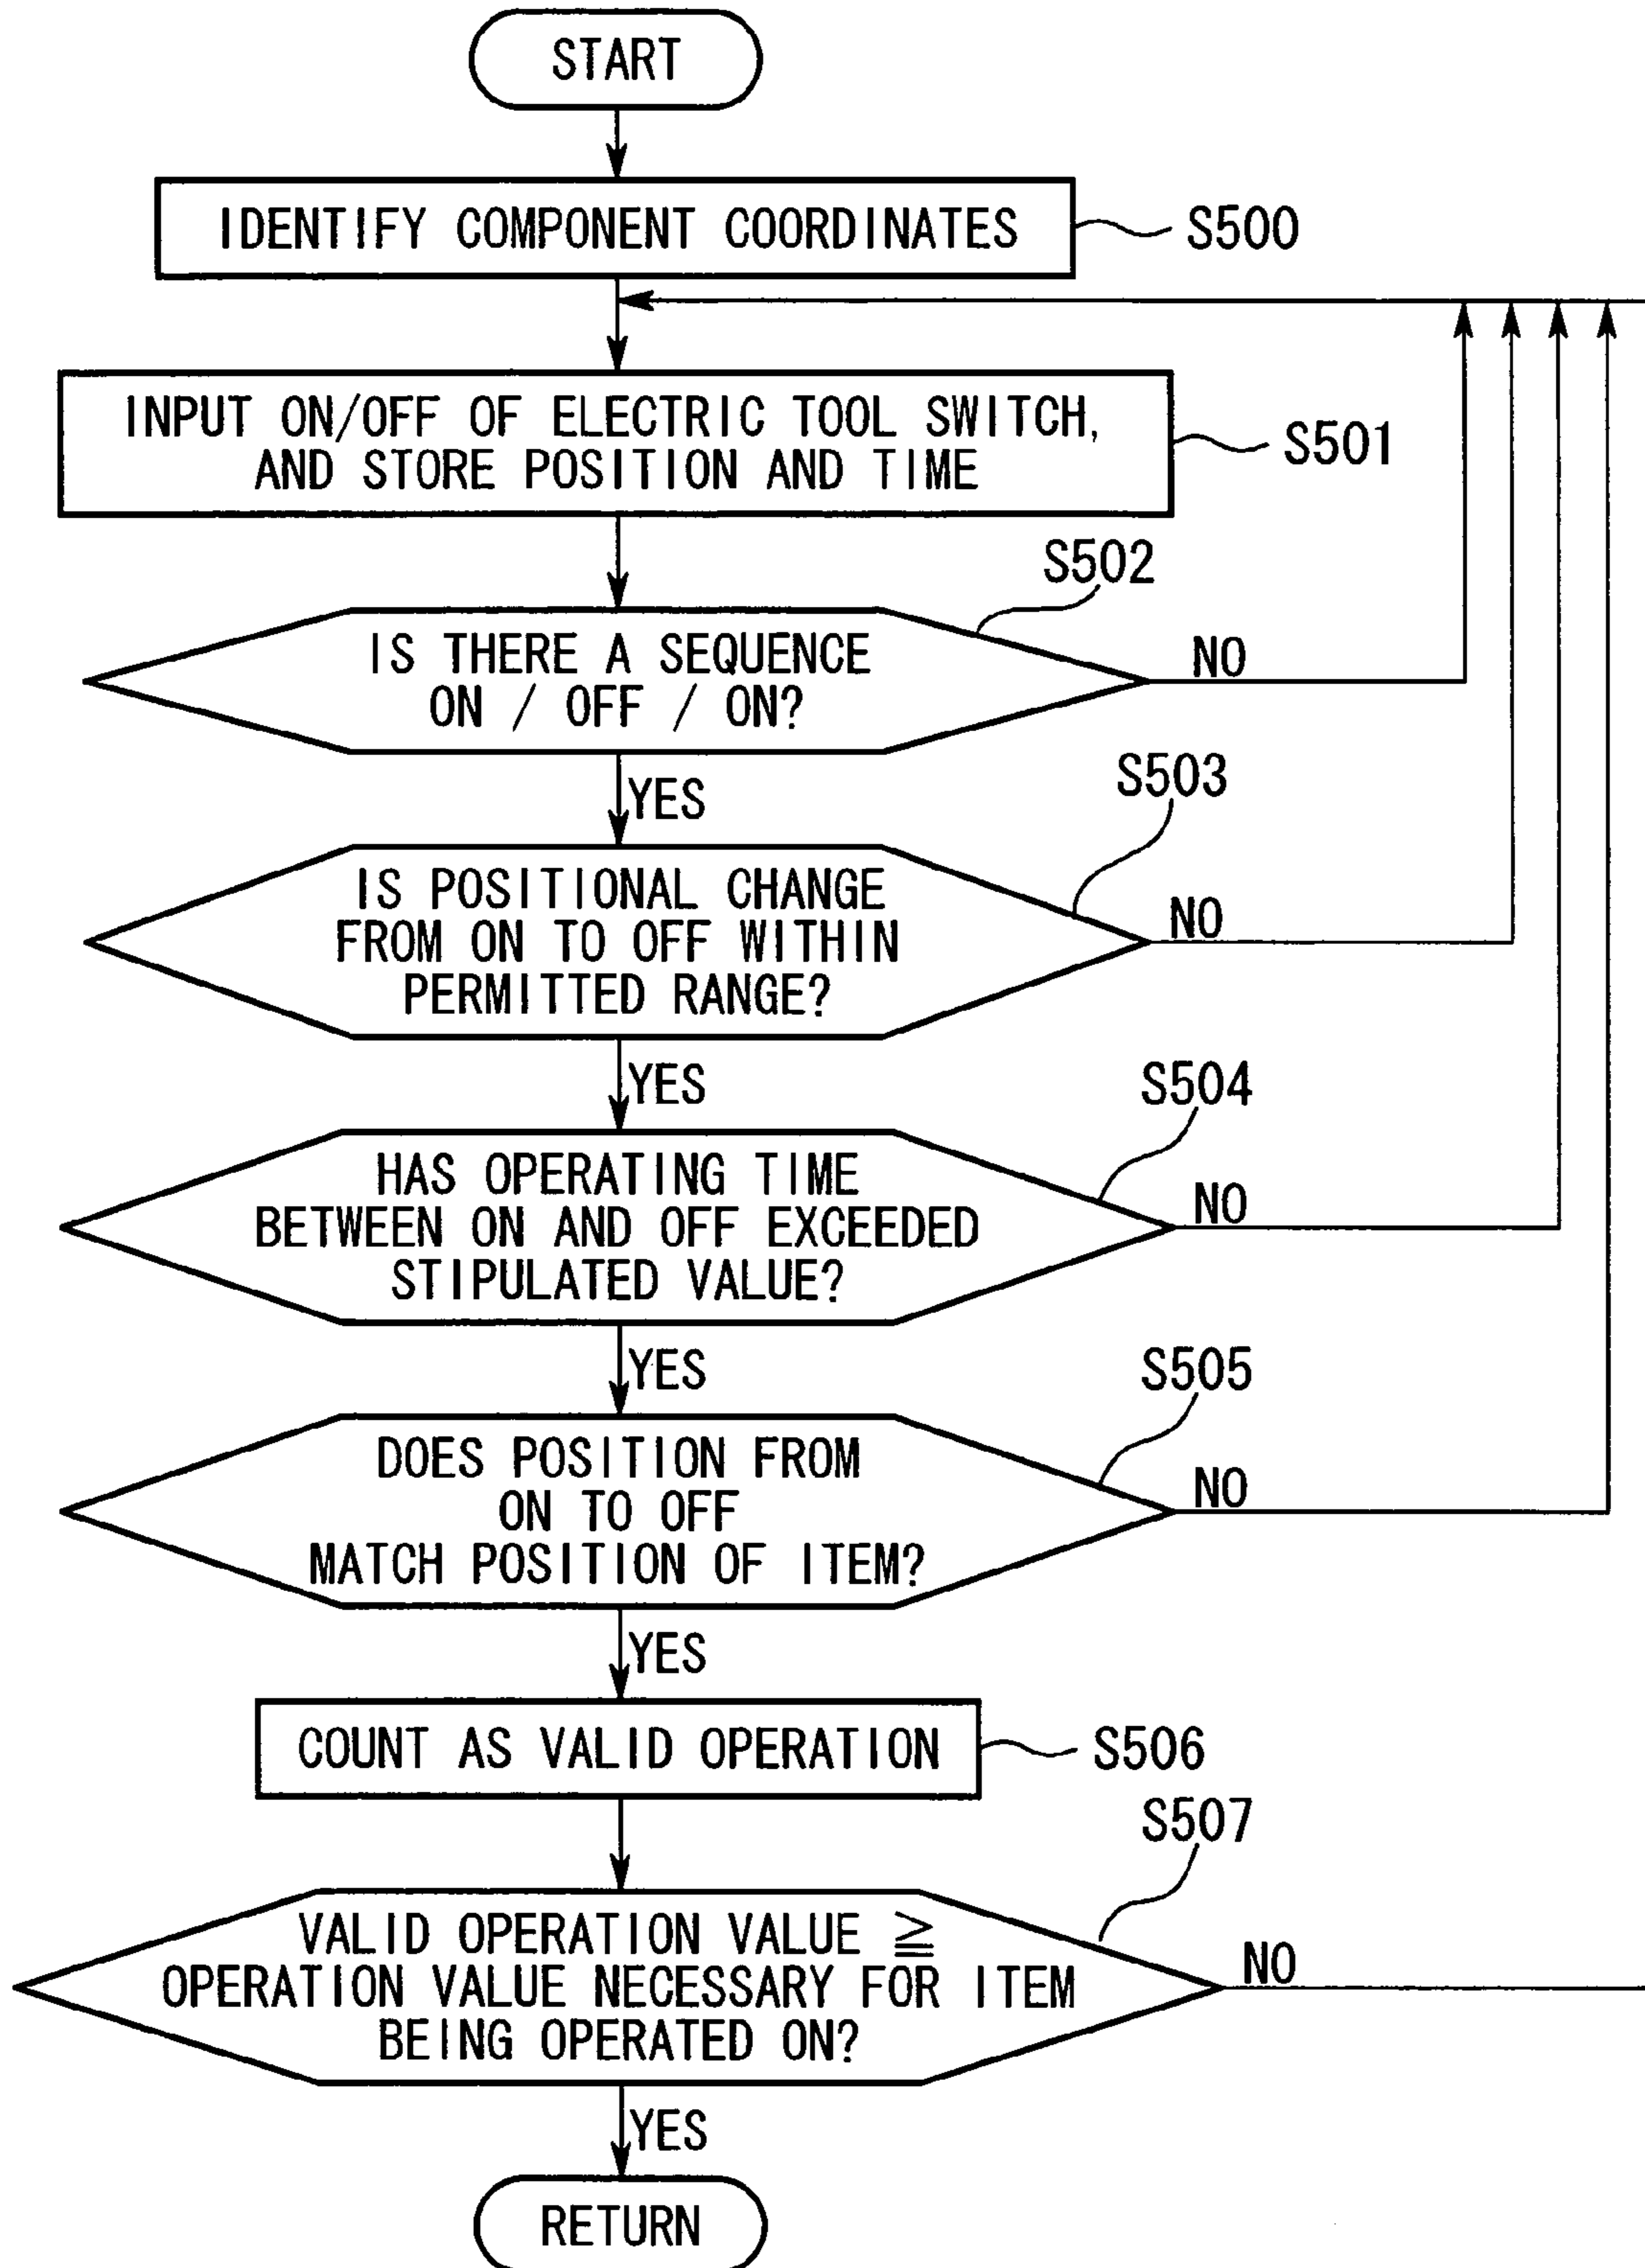 START
IDENTIFY COMPONENT COORDINATES
S500
INPUT ON/OFF OF ELECTRIC TOOL SWITCH,
AND STORE POSITION AND TIME
S501
S502
IS THERE A SEQUENCE
ON / OFF / ON?
NO
YES
S503
IS POSITIONAL CHANGE
FROM ON TO OFF WITHIN
PERMITTED RANGE?
NO
YES
S504
HAS OPERATING TIME
BETWEEN ON AND OFF EXCEEDED
STIPULATED VALUE?
NO
YES
S505
DOES POSITION FROM
ON TO OFF
MATCH POSITION OF ITEM?
NO
YES
COUNT AS VALID OPERATION
S506
S507
VALID OPERATION VALUE ≧
OPERATION VALUE NECESSARY FOR ITEM
BEING OPERATED ON?
NO
YES
RETURN